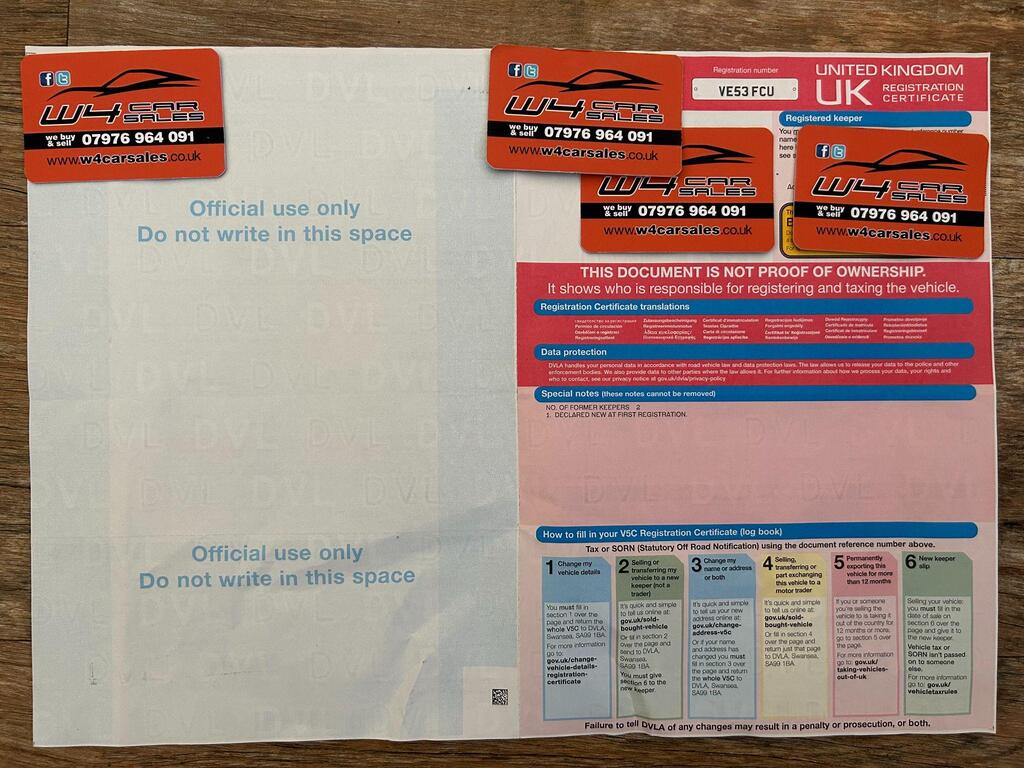 W4 CAR SALES
we buy & sell 07976 964 091
www.w4carsales.co.uk
Official use only
Do not write in this space
Official use only
Do not write in this space
W4 CAR SALES
we buy & sell 07976 964 091
www.w4carsales.co.uk
Registration number
VE53 FCU
UNITED KINGDOM
UK REGISTRATION CERTIFICATE
Registered keeper
W4 CAR SALES
we buy & sell 07976 964 091
www.w4carsales.co.uk
W4 CAR SALES
we buy & sell 07976 964 091
www.w4carsales.co.uk
THIS DOCUMENT IS NOT PROOF OF OWNERSHIP.
It shows who is responsible for registering and taxing the vehicle.
Registration Certificate translations
Permiso de circulación
Carta di circolazione
Data protection
DVLA handles your personal data in accordance with road vehicle law and data protection laws. The law allows us to release your data to the police and other
enforcement bodies. We also provide data to other parties where the law allows it. For further information about how we process your data, your rights and
who to contact, see our privacy notice at gov.uk/dvla/privacy-policy
Special notes (these notes cannot be removed)
NO. OF FORMER KEEPERS 2
1. DECLARED NEW AT FIRST REGISTRATION.
How to fill in your V5C Registration Certificate (log book)
Tax or SORN (Statutory Off Road Notification) using the document reference number above.
1 Change my
vehicle details
You must fill in
section 1 over the
page and return the
whole V5C to DVLA,
Swansea, SA99 1BA.
For more information
go to:
gov.uk/change-
vehicle-details-
registration-
certificate
2 Selling or
transferring my
vehicle to a new
keeper (not a
trader)
It's quick and simple
to tell us online at:
gov.uk/sold-
bought-vehicle
Or fill in section 2
over the page and
send to DVLA,
Swansea,
SA99 1BA.
You must give
section 6 to the
new keeper.
3 Change my
name or address
or both
It's quick and simple
to tell us your new
address online at:
gov.uk/change-
address-v5c
Or if your name
and address has
changed you must
fill in section 3 over
the page and return
the whole V5C to
DVLA, Swansea,
SA99 1BA.
4 Selling,
transferring or
part exchanging
this vehicle to a
motor trader
It's quick and simple
to tell us online at:
gov.uk/sold-
bought-vehicle
Or fill in section 4
over the page and
return just that page
to DVLA, Swansea,
SA99 1BA.
5 Permanently
exporting this
vehicle for more
than 12 months
If you or someone
you're selling the
vehicle to is taking it
out of the country for
12 months or more,
go to section 5 over
the page.
For more information
go to: gov.uk/
taking-vehicles-
out-of-uk
6 New keeper
slip
Selling your vehicle:
you must fill in the
date of sale on
section 6 over the
page and give it to
the new keeper.
Vehicle tax or
SORN isn't passed
on to someone
else.
For more information
go to: gov.uk/
vehicletaxrules
Failure to tell DVLA of any changes may result in a penalty or prosecution, or both.